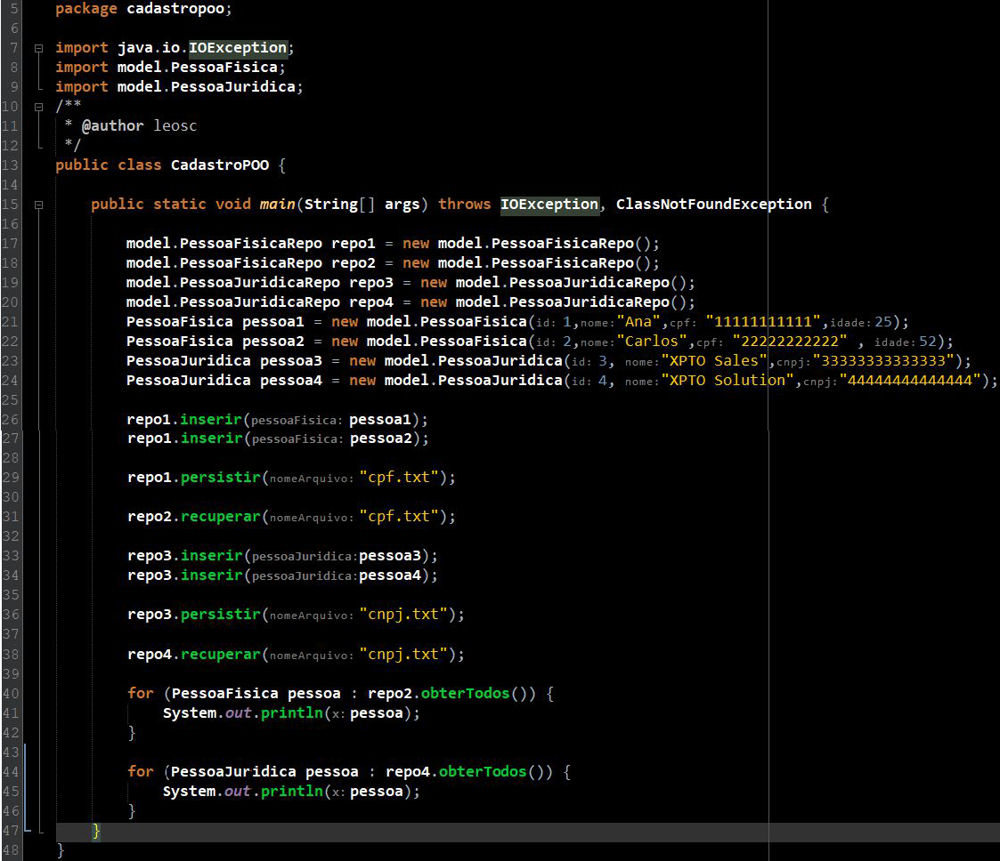 5 package cadastropoo;
6
7 import java.io.IOException;
8 import model.PessoaFisica;
9 import model.PessoaJuridica;
10 /**
11 * @author leosc
12 */
13 public class CadastroPOO {
14
15 public static void main(String[] args) throws IOException, ClassNotFoundException {
16
17 model.PessoaFisicaRepo repo1 = new model.PessoaFisicaRepo();
18 model.PessoaFisicaRepo repo2 = new model.PessoaFisicaRepo();
19 model.PessoaJuridicaRepo repo3 = new model.PessoaJuridicaRepo();
20 model.PessoaJuridicaRepo repo4 = new model.PessoaJuridicaRepo();
21 PessoaFisica pessoa1 = new model.PessoaFisica(id: 1,nome:"Ana",cpf: "11111111111",idade:25);
22 PessoaFisica pessoa2 = new model.PessoaFisica(id: 2,nome:"Carlos",cpf: "22222222222" , idade:52);
23 PessoaJuridica pessoa3 = new model.PessoaJuridica(id: 3, nome:"XPTO Sales",cnpj:"33333333333333");
24 PessoaJuridica pessoa4 = new model.PessoaJuridica(id: 4, nome:"XPTO Solution",cnpj:"44444444444444");
25
26 repo1.inserir(pessoaFisica: pessoa1);
27 repo1.inserir(pessoaFisica: pessoa2);
28
29 repo1.persistir(nomeArquivo: "cpf.txt");
30
31 repo2.recuperar(nomeArquivo: "cpf.txt");
32
33 repo3.inserir(pessoaJuridica:pessoa3);
34 repo3.inserir(pessoaJuridica:pessoa4);
35
36 repo3.persistir(nomeArquivo: "cnpj.txt");
37
38 repo4.recuperar(nomeArquivo: "cnpj.txt");
39
40 for (PessoaFisica pessoa : repo2.obterTodos()) {
41 System.out.println(x: pessoa);
42 }
43
44 for (PessoaJuridica pessoa : repo4.obterTodos()) {
45 System.out.println(x: pessoa);
46 }
47 }
48 }